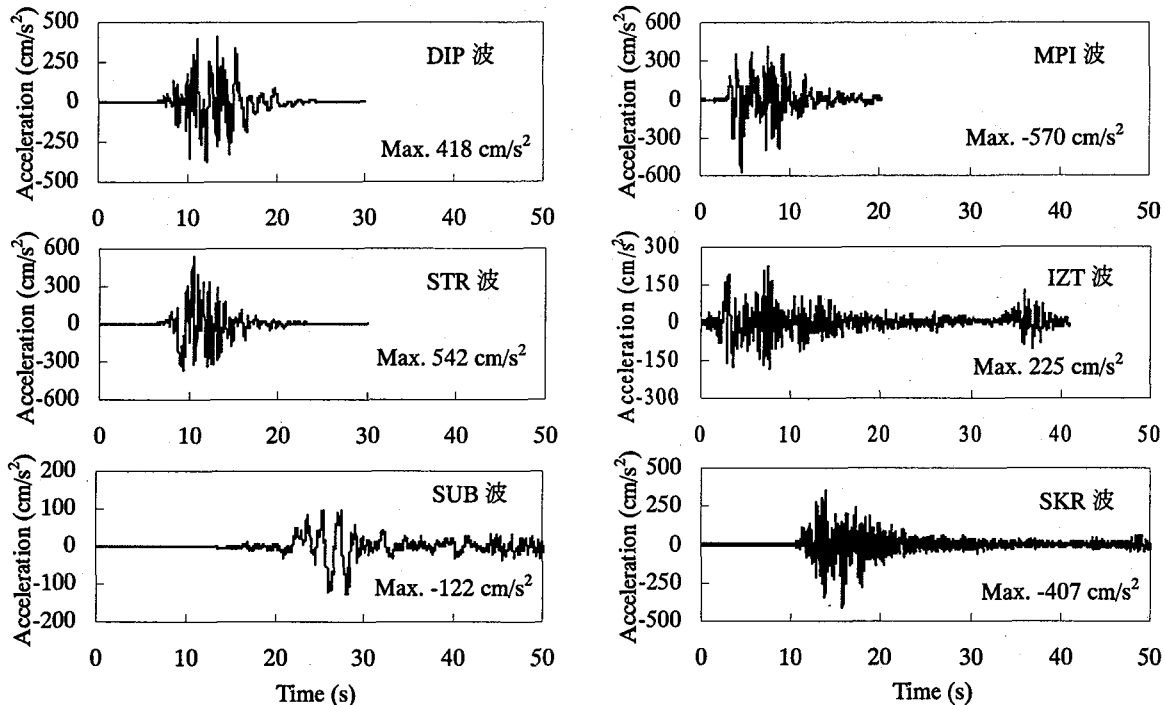 Acceleration (cm/s²)
500
250
0
-250
-500
DIP 波
Max. 418 cm/s²
0 10 20 30 40 50
Acceleration (cm/s²)
600
300
0
-300
-600
MPI 波
Max. -570 cm/s²
0 10 20 30 40 50
Acceleration (cm/s²)
600
300
0
-300
-600
STR 波
Max. 542 cm/s²
0 10 20 30 40 50
Acceleration (cm/s²)
300
150
0
-150
-300
IZT 波
Max. 225 cm/s²
0 10 20 30 40 50
Acceleration (cm/s²)
200
100
0
-100
-200
SUB 波
Max. -122 cm/s²
0 10 20 30 40 50
Time (s)
Acceleration (cm/s²)
500
250
0
-250
-500
SKR 波
Max. -407 cm/s²
0 10 20 30 40 50
Time (s)